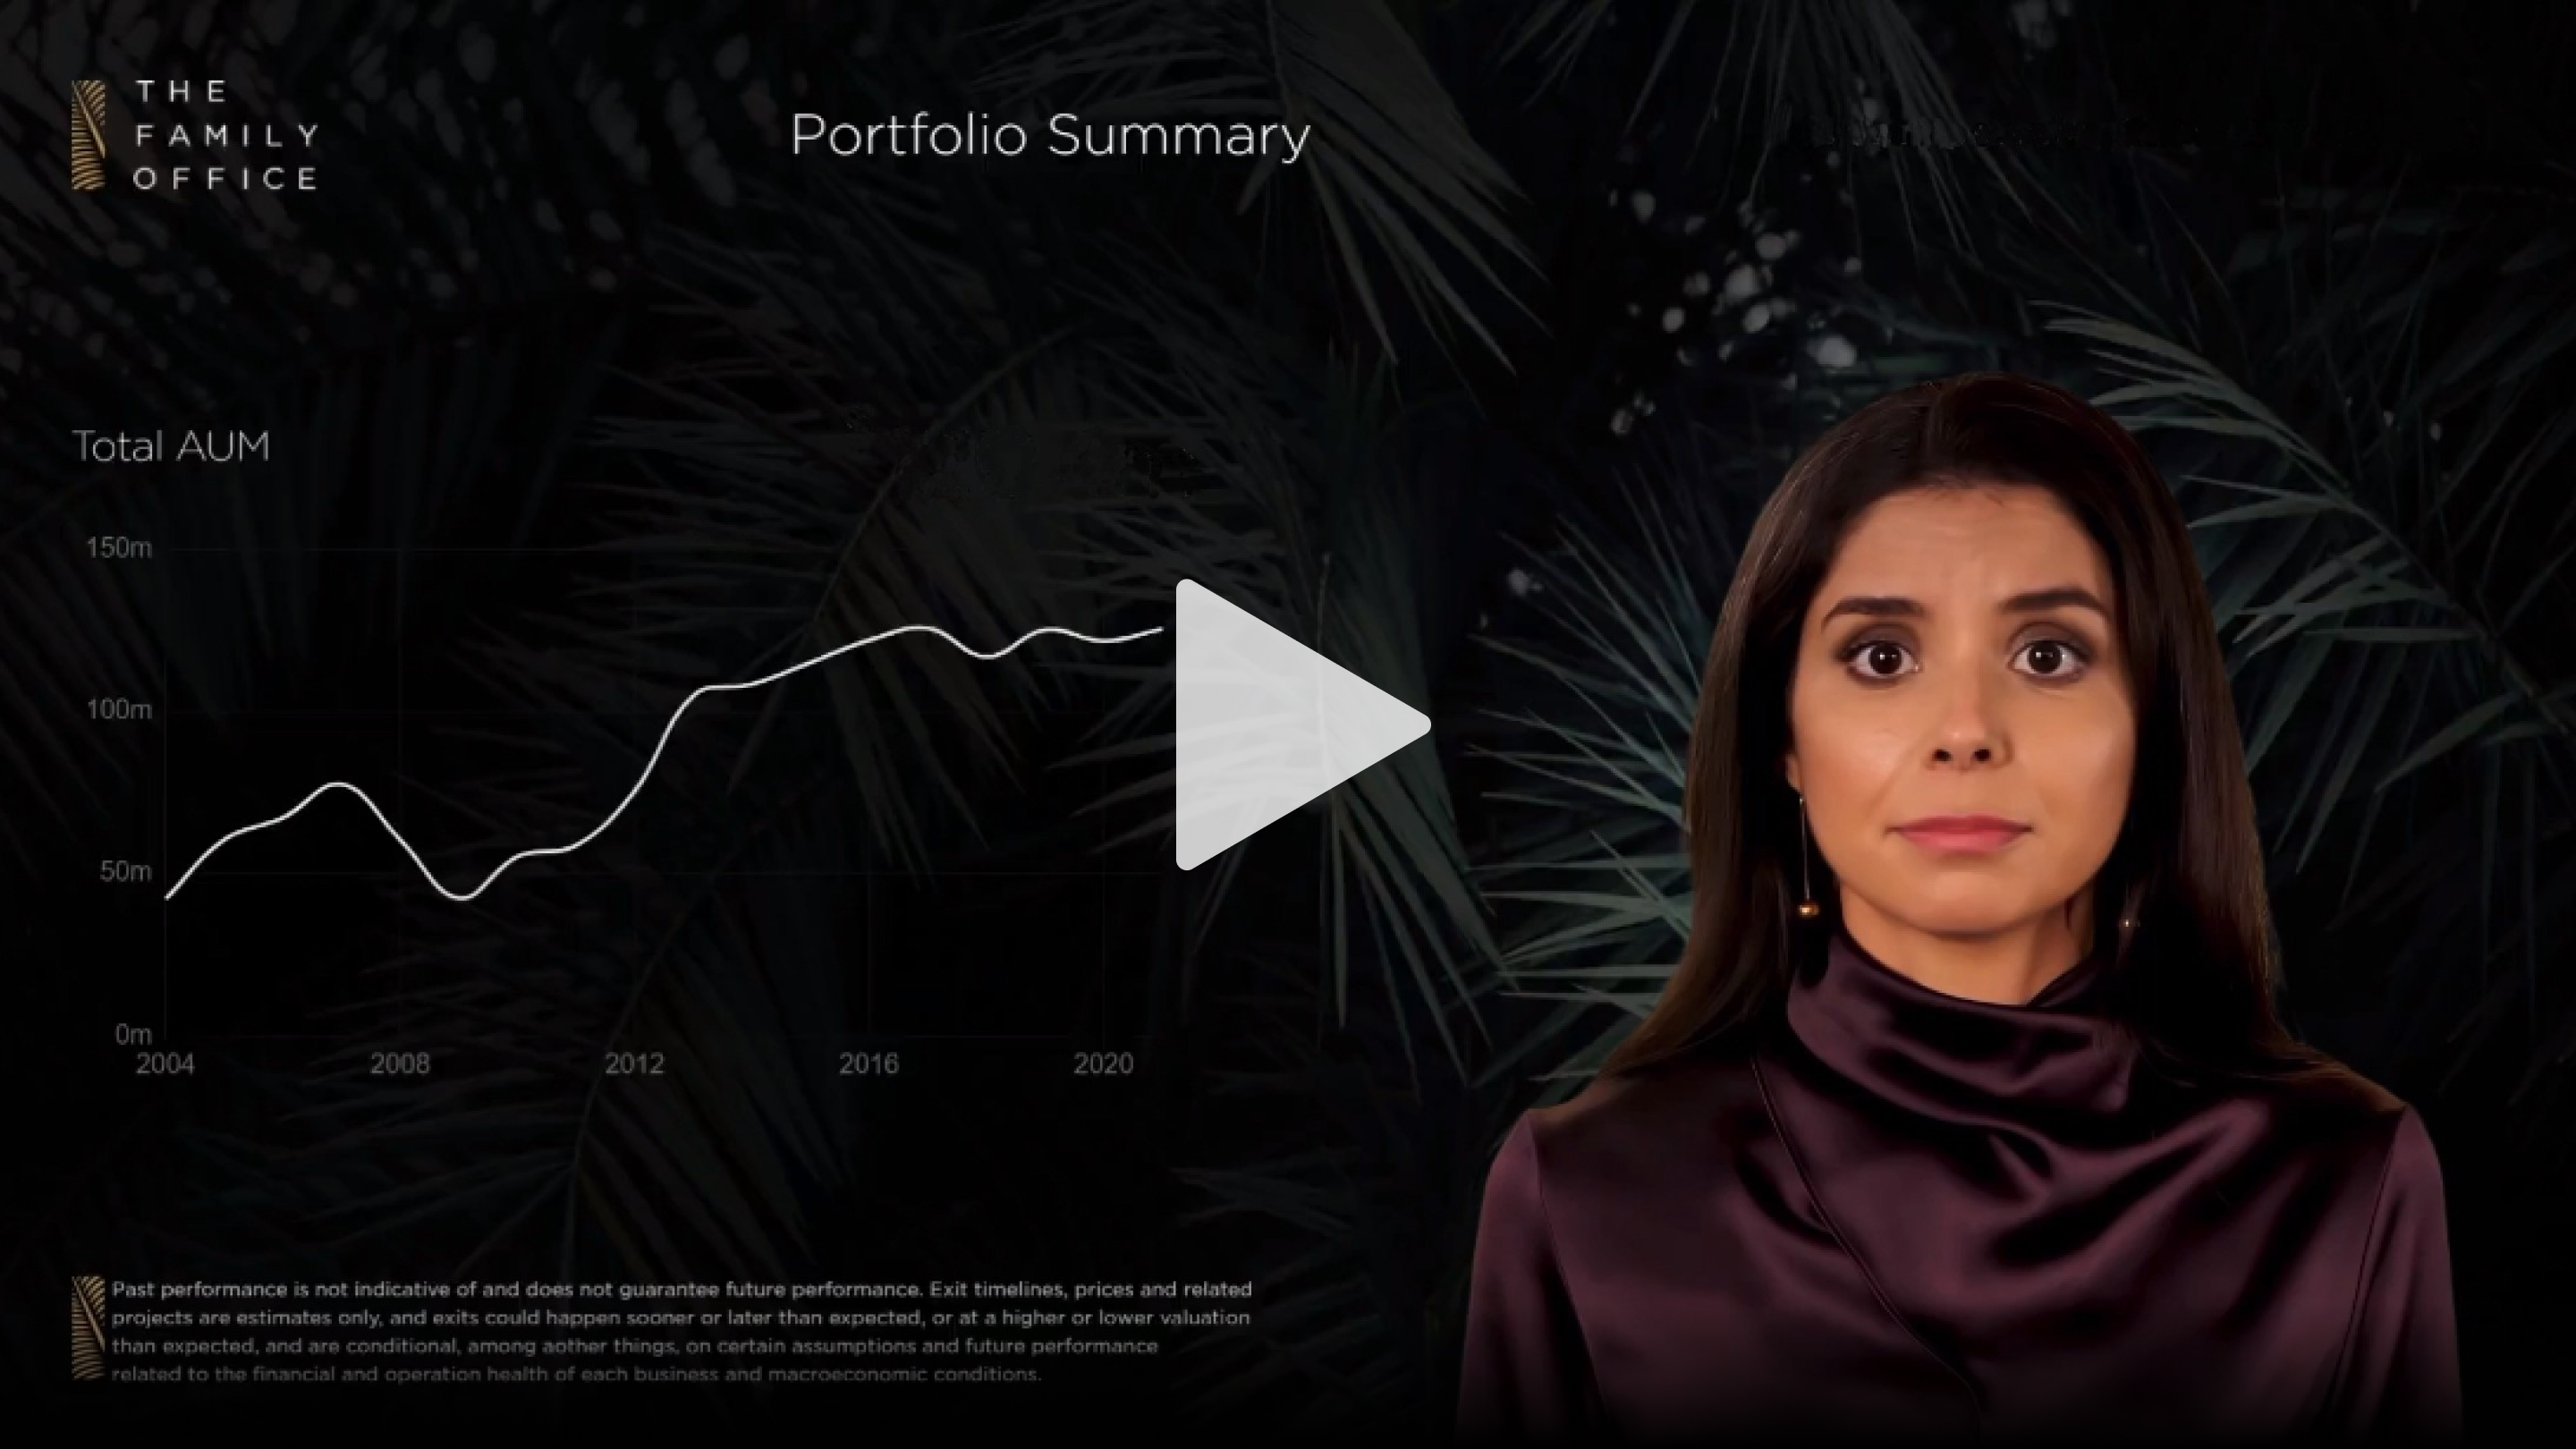 THE
FAMILY
OFFICE
Portfolio Summary
Total AUM
150m
100m
50m
0m
2004 2008 2012 2016 2020
Past performance is not indicative of and does not guarantee future performance. Exit timelines, prices and related
projects are estimates only, and exits could happen sooner or later than expected, or at a higher or lower valuation
than expected, and are conditional, among aother things, on certain assumptions and future performance
related to the financial and operation health of each business and macroeconomic conditions.